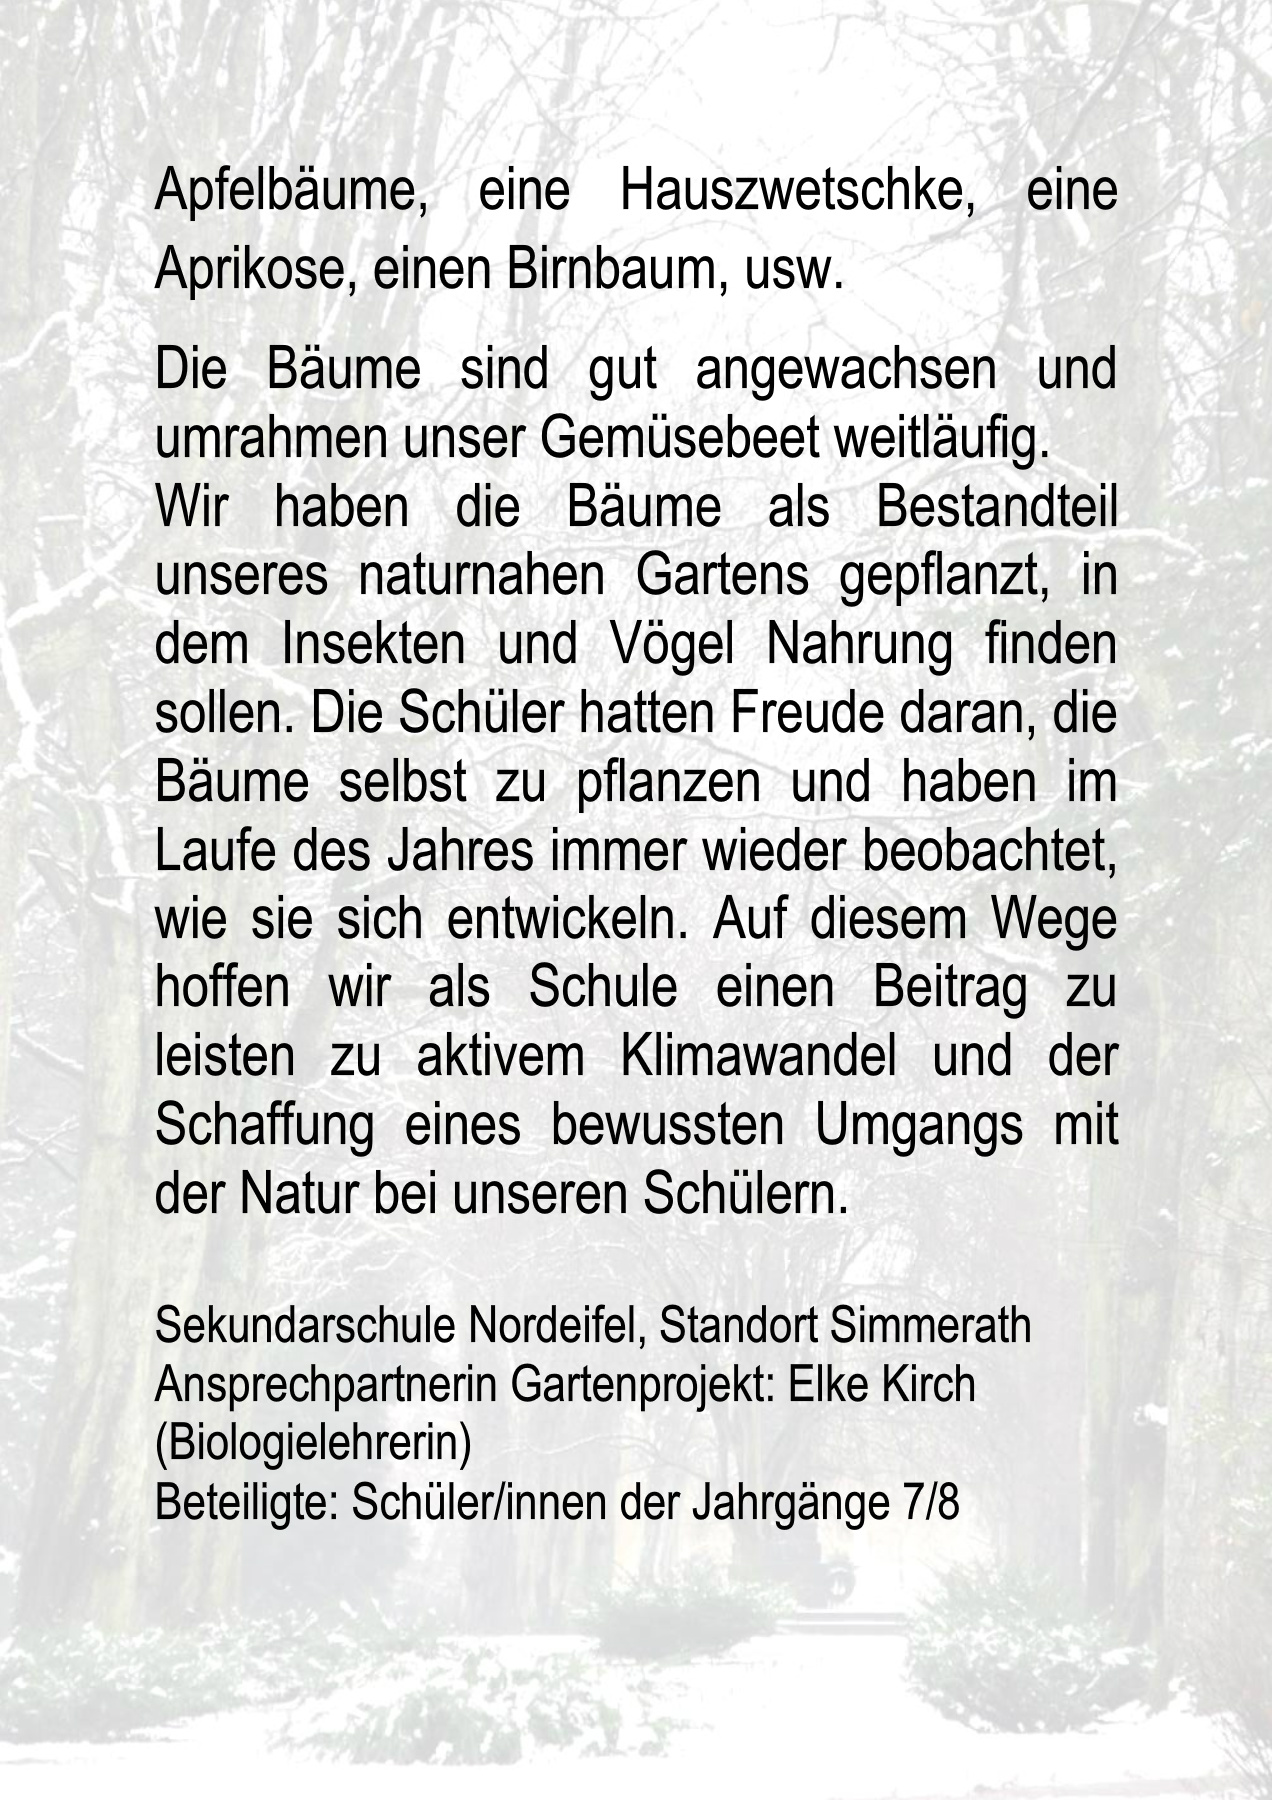 Apfelbäume, eine Hauszwetschke, eine
Aprikose, einen Birnbaum, usw.
Die Bäume sind gut angewachsen und
umrahmen unser Gemüsebeet weitläufig.
Wir haben die Bäume als Bestandteil
unseres naturnahen Gartens gepflanzt, in
dem Insekten und Vögel Nahrung finden
sollen. Die Schüler hatten Freude daran, die
Bäume selbst zu pflanzen und haben im
Laufe des Jahres immer wieder beobachtet,
wie sie sich entwickeln. Auf diesem Wege
hoffen wir als Schule einen Beitrag zu
leisten zu aktivem Klimawandel und der
Schaffung eines bewussten Umgangs mit
der Natur bei unseren Schülern.
Sekundarschule Nordeifel, Standort Simmerath
Ansprechpartnerin Gartenprojekt: Elke Kirch
(Biologielehrerin)
Beteiligte: Schüler/innen der Jahrgänge 7/8